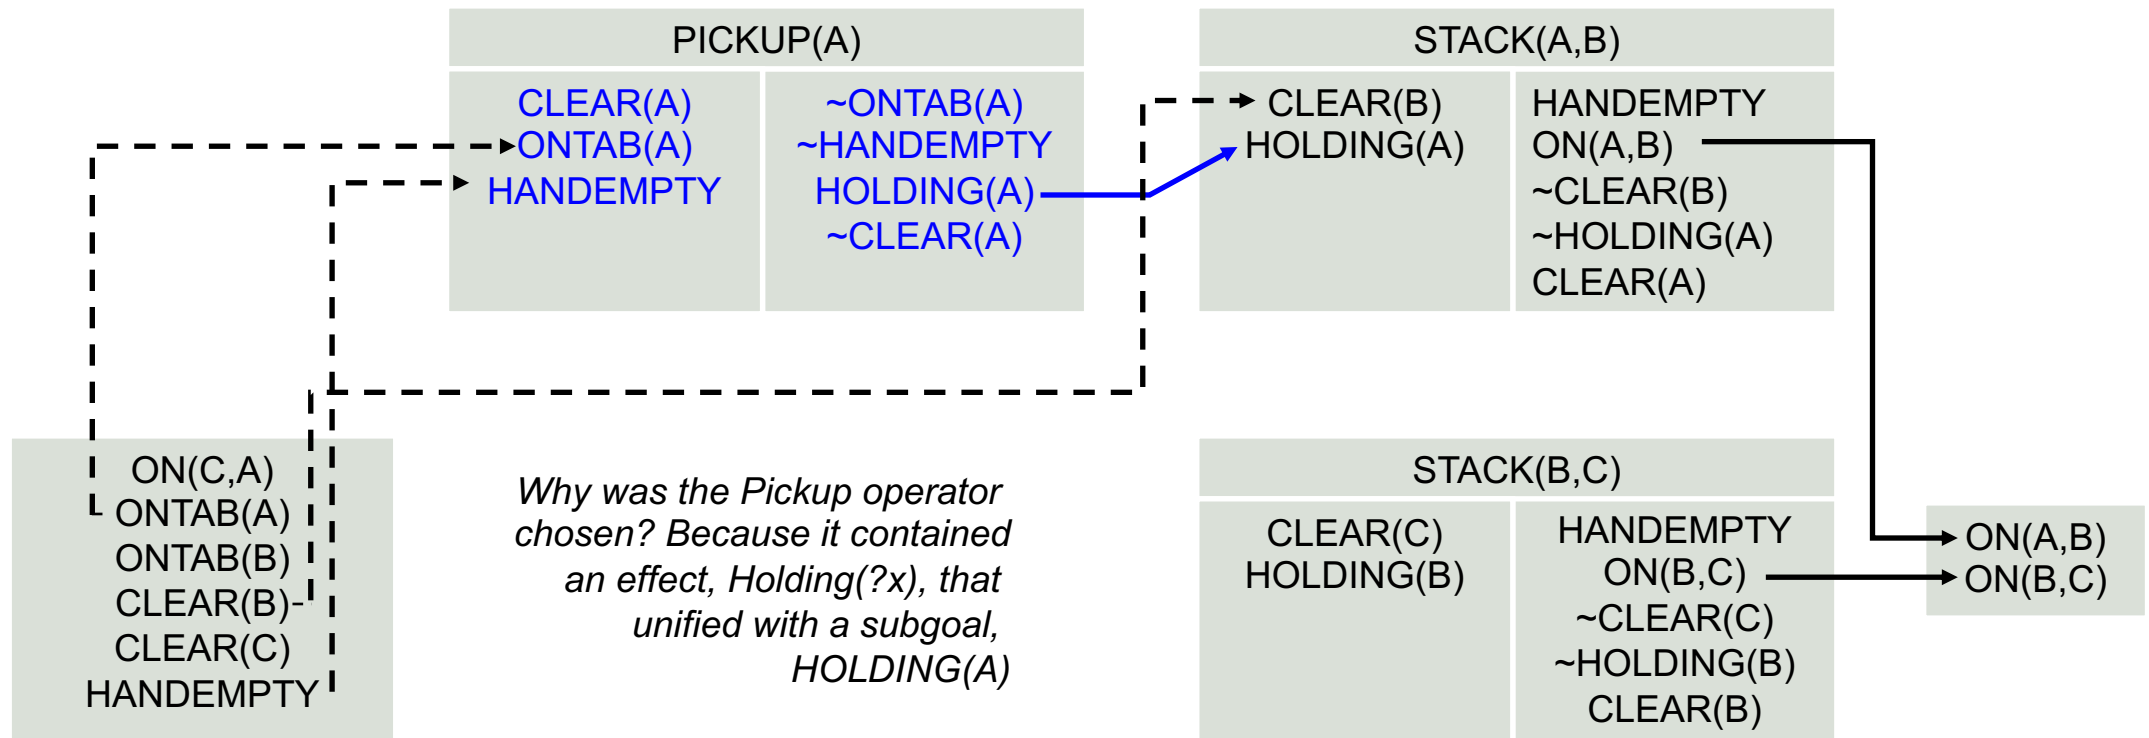 PICKUP(A)
CLEAR(A)
ONTAB(A)
HANDEMPTY
~ONTAB(A)
~HANDEMPTY
HOLDING(A)
~CLEAR(A)
STACK(A,B)
CLEAR(B)
HOLDING(A)
HANDEMPTY
ON(A,B)
~CLEAR(B)
~HOLDING(A)
CLEAR(A)
ON(C,A)
ONTAB(A)
ONTAB(B)
CLEAR(B)
CLEAR(C)
HANDEMPTY
Why was the Pickup operator
chosen? Because it contained
an effect, Holding(?x), that
unified with a subgoal,
HOLDING(A)
STACK(B,C)
CLEAR(C)
HOLDING(B)
HANDEMPTY
ON(B,C)
~CLEAR(C)
~HOLDING(B)
CLEAR(B)
ON(A,B)
ON(B,C)